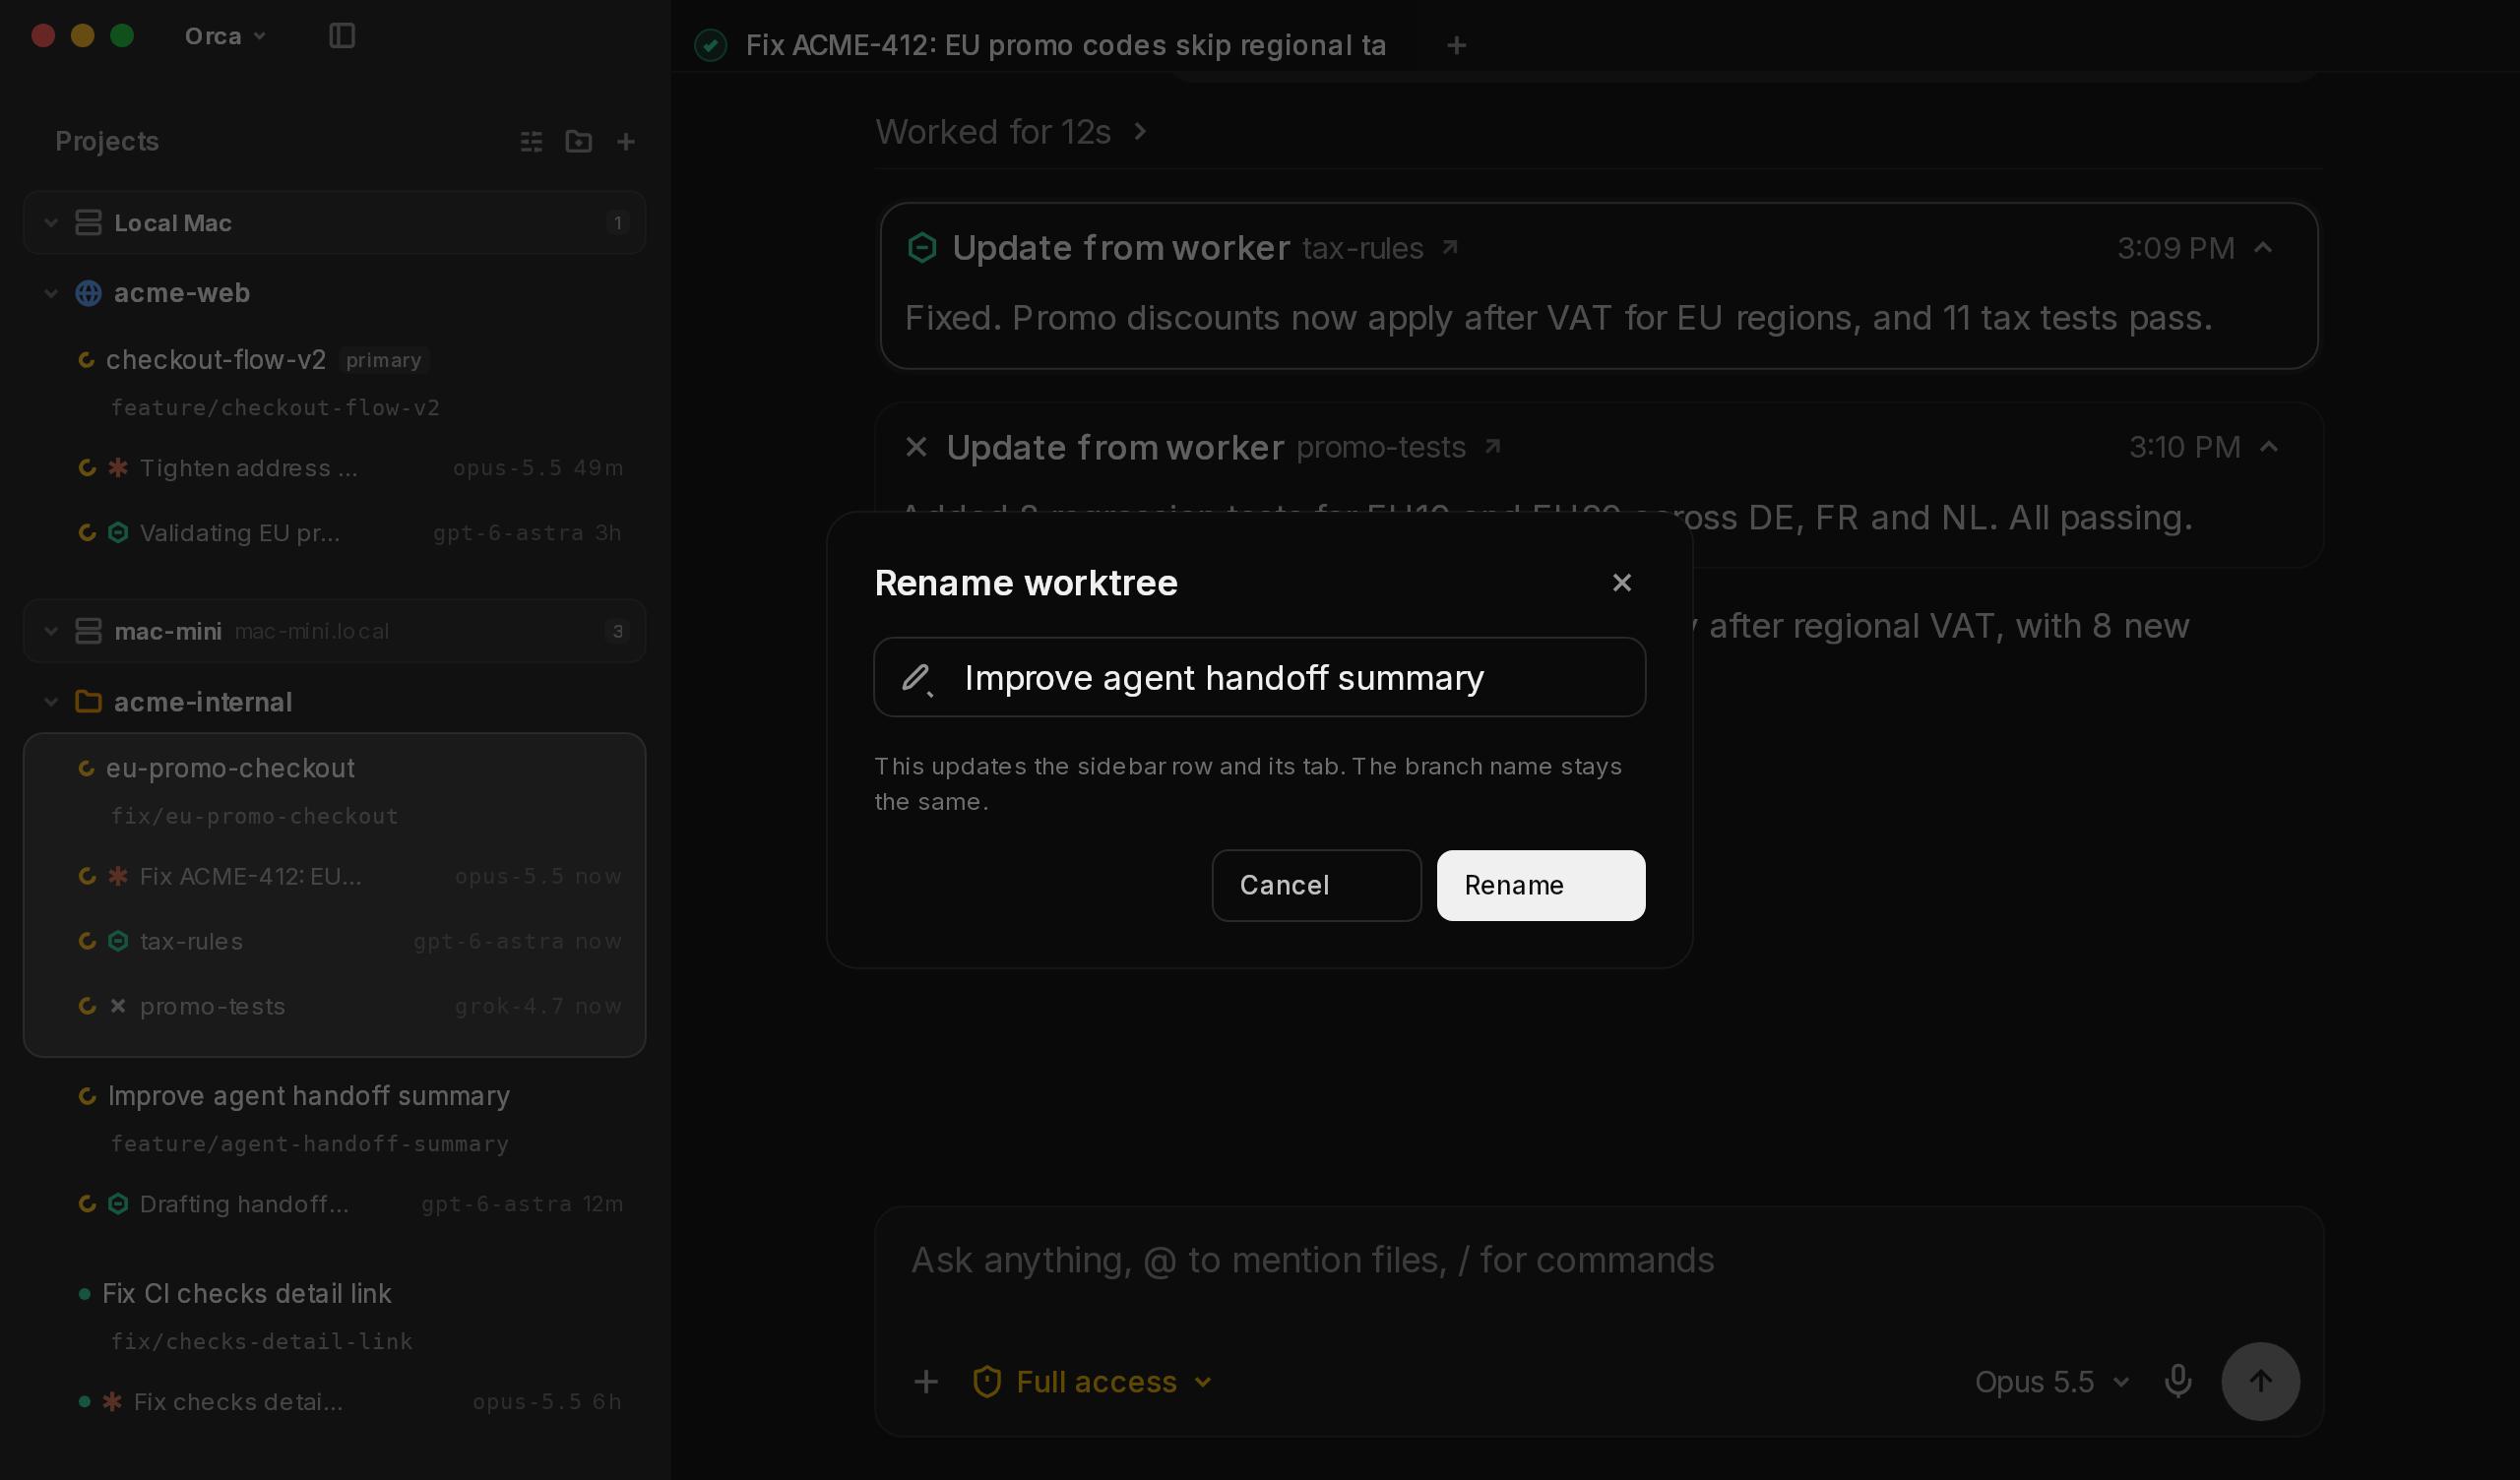 Orca
Projects
Local Mac 1
acme-web
checkout-flow-v2 primary
feature/checkout-flow-v2
Tighten address ... opus-5.5 49m
Validating EU pr... gpt-6-astra 3h
mac-mini mac-mini.local 3
acme-internal
eu-promo-checkout
fix/eu-promo-checkout
Fix ACME-412: EU... opus-5.5 now
tax-rules gpt-6-astra now
promo-tests grok-4.7 now
Improve agent handoff summary
feature/agent-handoff-summary
Drafting handoff... gpt-6-astra 12m
Fix CI checks detail link
fix/checks-detail-link
Fix checks detai... opus-5.5 6h
Fix ACME-412: EU promo codes skip regional ta
Worked for 12s
Update from worker tax-rules 3:09 PM
Fixed. Promo discounts now apply after VAT for EU regions, and 11 tax tests pass.
Update from worker promo-tests 3:10 PM
Added 8 regression tests for EU10 and EU20 across DE, FR and NL. All passing.
after regional VAT, with 8 new
Rename worktree
Improve agent handoff summary
This updates the sidebar row and its tab. The branch name stays
the same.
Cancel
Rename
Ask anything, @ to mention files, / for commands
Full access
Opus 5.5